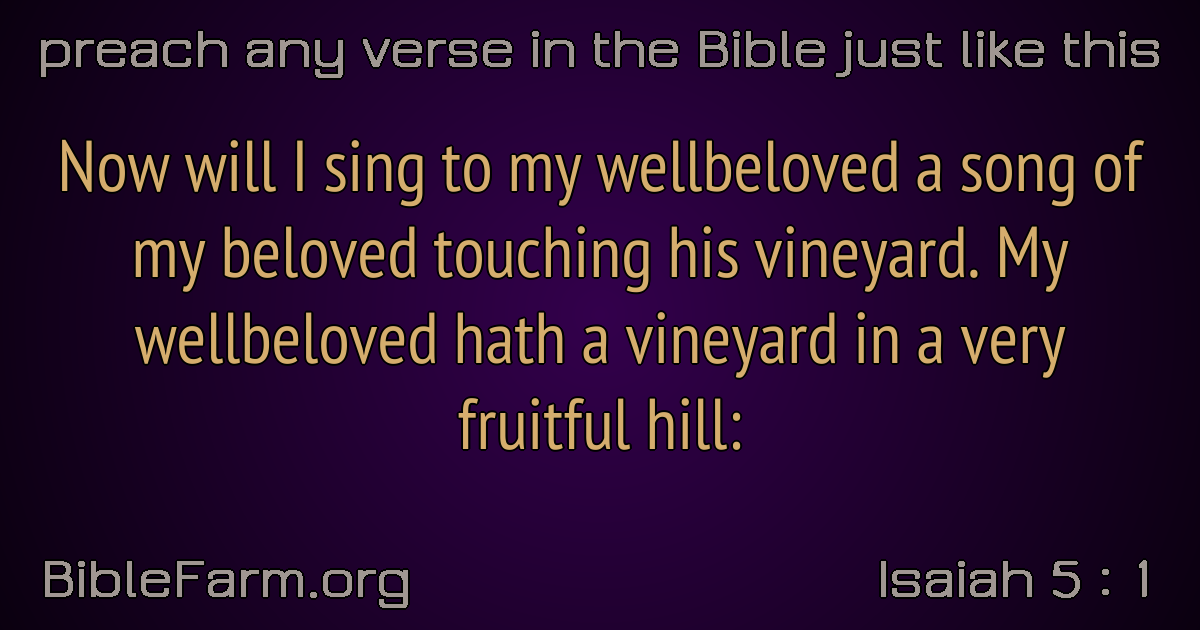 preach any verse in the Bible just like this
Now will I sing to my wellbeloved a song of
my beloved touching his vineyard. My
wellbeloved hath a vineyard in a very
fruitful hill:
BibleFarm.org
Isaiah 5 : 1